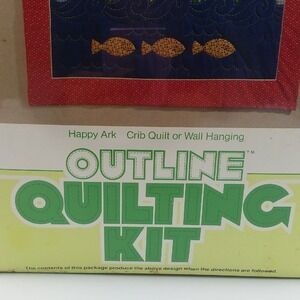 Happy Ark Crib Quilt or Wall Hanging
OUTLINE™
QUILTING
KIT
The contents of this package produce the above design when the directions are followed.